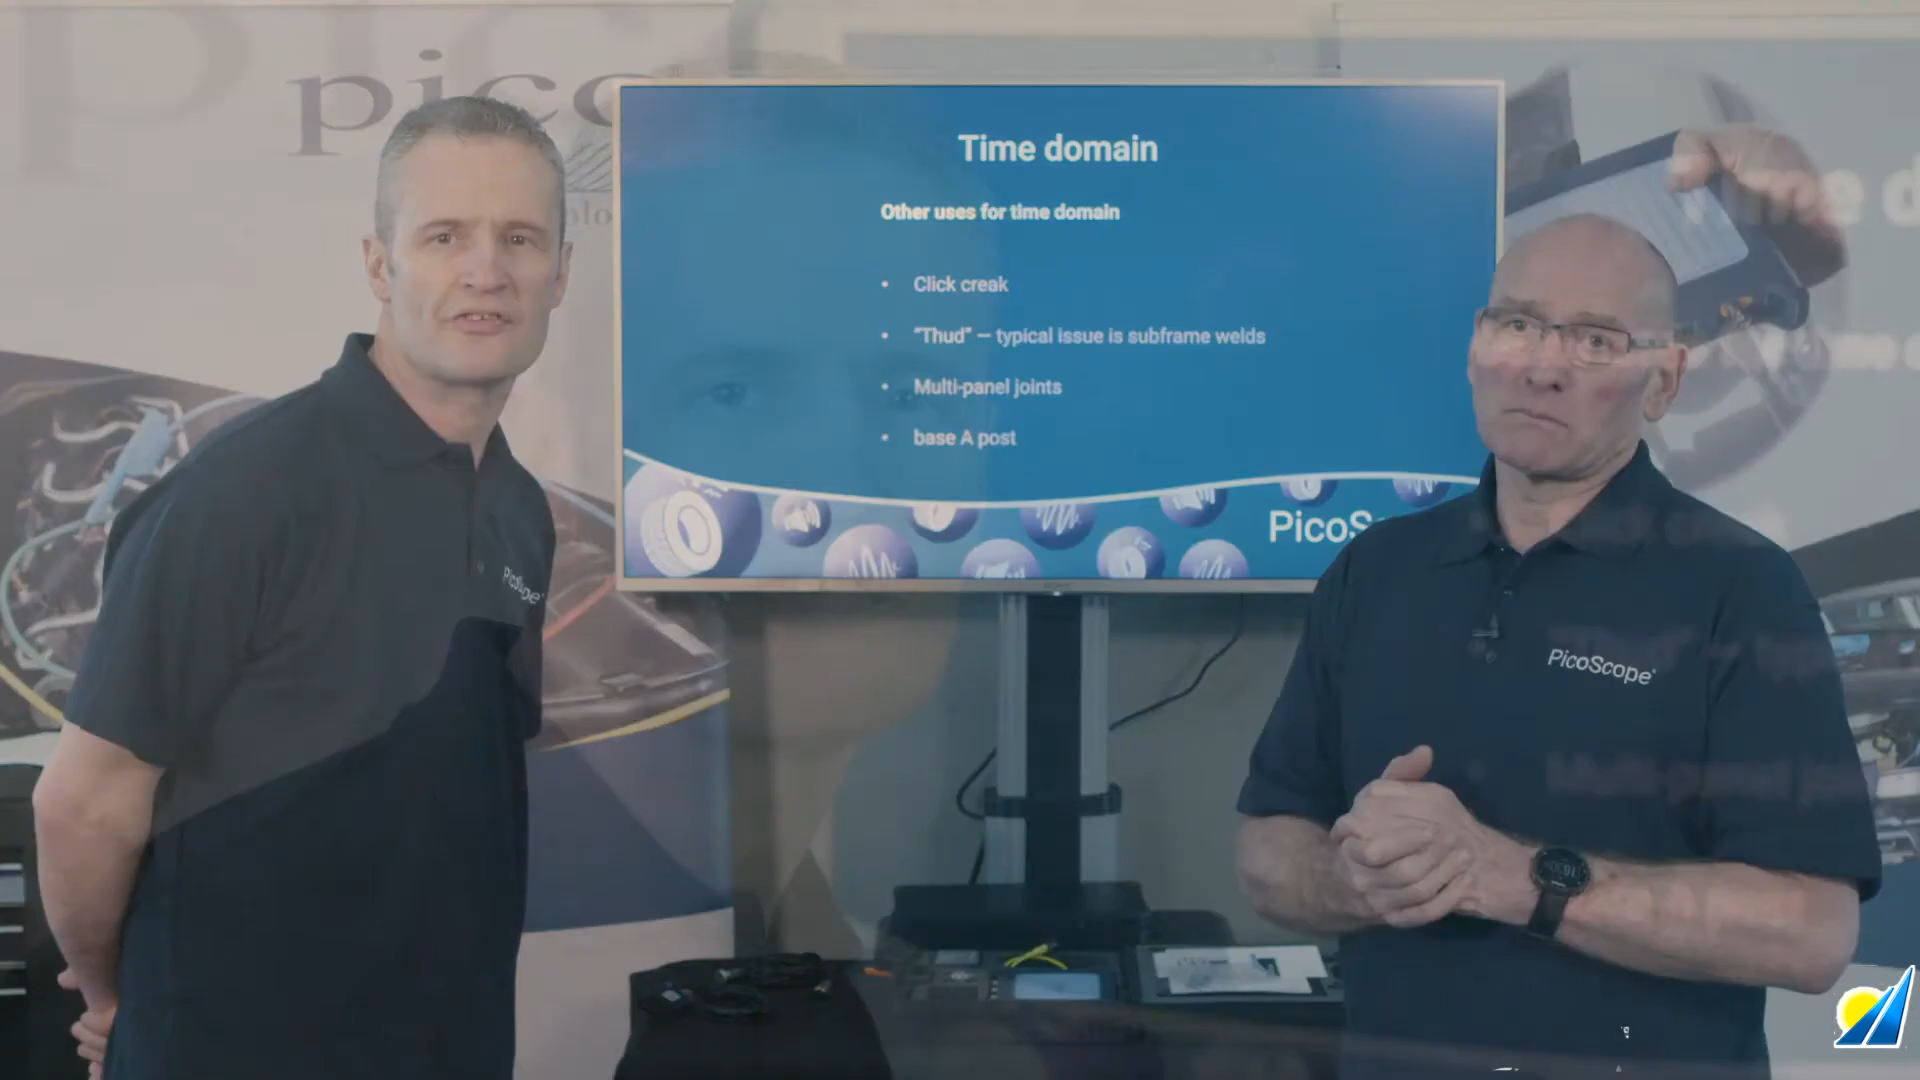 pico
Time domain
Other uses for time domain
• Click creak
• "Thud" — typical issue is subframe welds
• Multi-panel joints
• base A post
PicoS
PicoScope
PicoScope